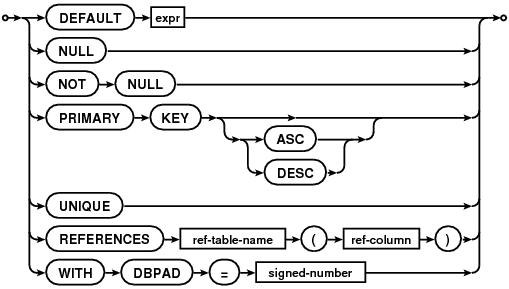 DEFAULT expr
NULL
NOT NULL
PRIMARY KEY
ASC
DESC
UNIQUE
REFERENCES ref-table-name ( ref-column )
WITH DBPAD = signed-number